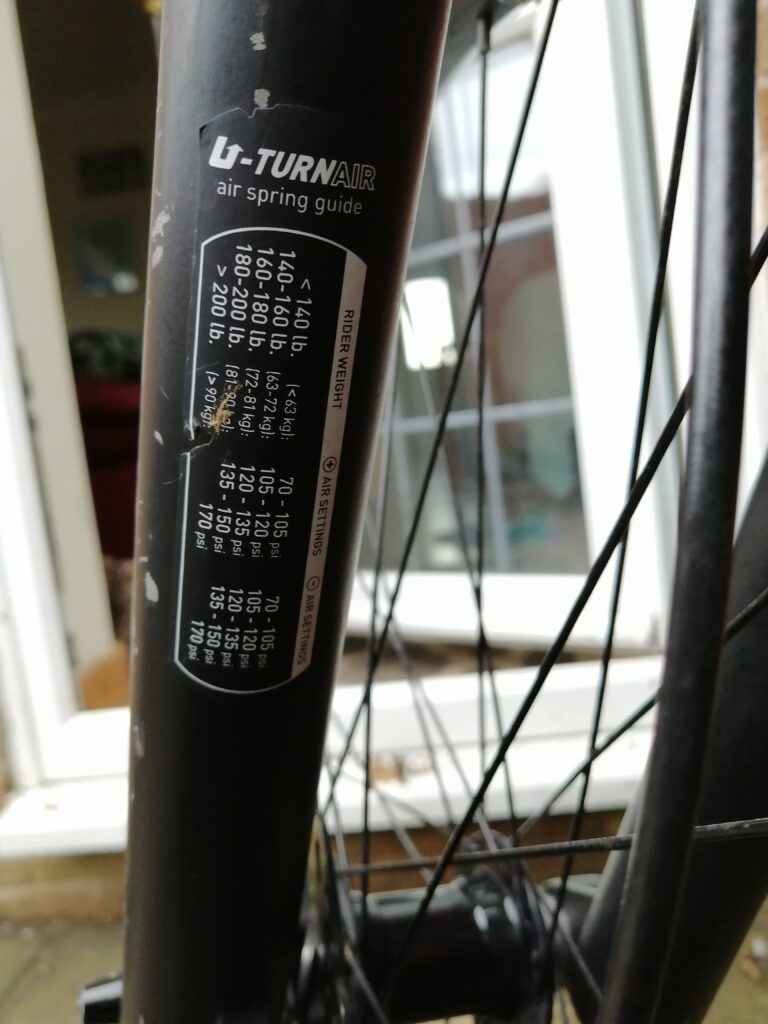 U-TURNAIR
air spring guide
RIDER WEIGHT + AIR SETTINGS - AIR SETTINGS
< 140 lb. (<63 kg): 70 - 105 psi 70 - 105 psi
140-160 lb. (63-72 kg): 105 - 120 psi 105 - 120 psi
160-180 lb. (72-81 kg): 120 - 135 psi 120 - 135 psi
180-200 lb. (81-90 kg): 135 - 150 psi 135 - 150 psi
> 200 lb. (>90 kg): 170 psi 170 psi